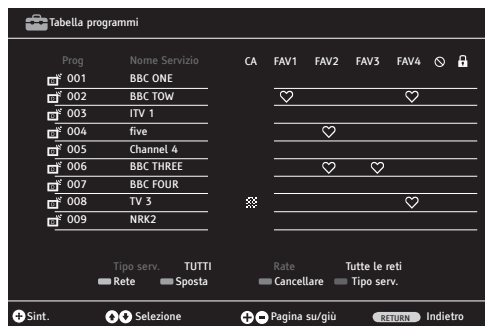 Tabella programmi
Prog Nome Servizio CA FAV1 FAV2 FAV3 FAV4
001 BBC ONE
002 BBC TOW
003 ITV 1
004 five
005 Channel 4
006 BBC THREE
007 BBC FOUR
008 TV 3
009 NRK2
Tipo serv. TUTTI Rate Tutte le reti
Rete Sposta Cancellare Tipo serv.
Sint. Selezione Pagina su/giù RETURN Indietro